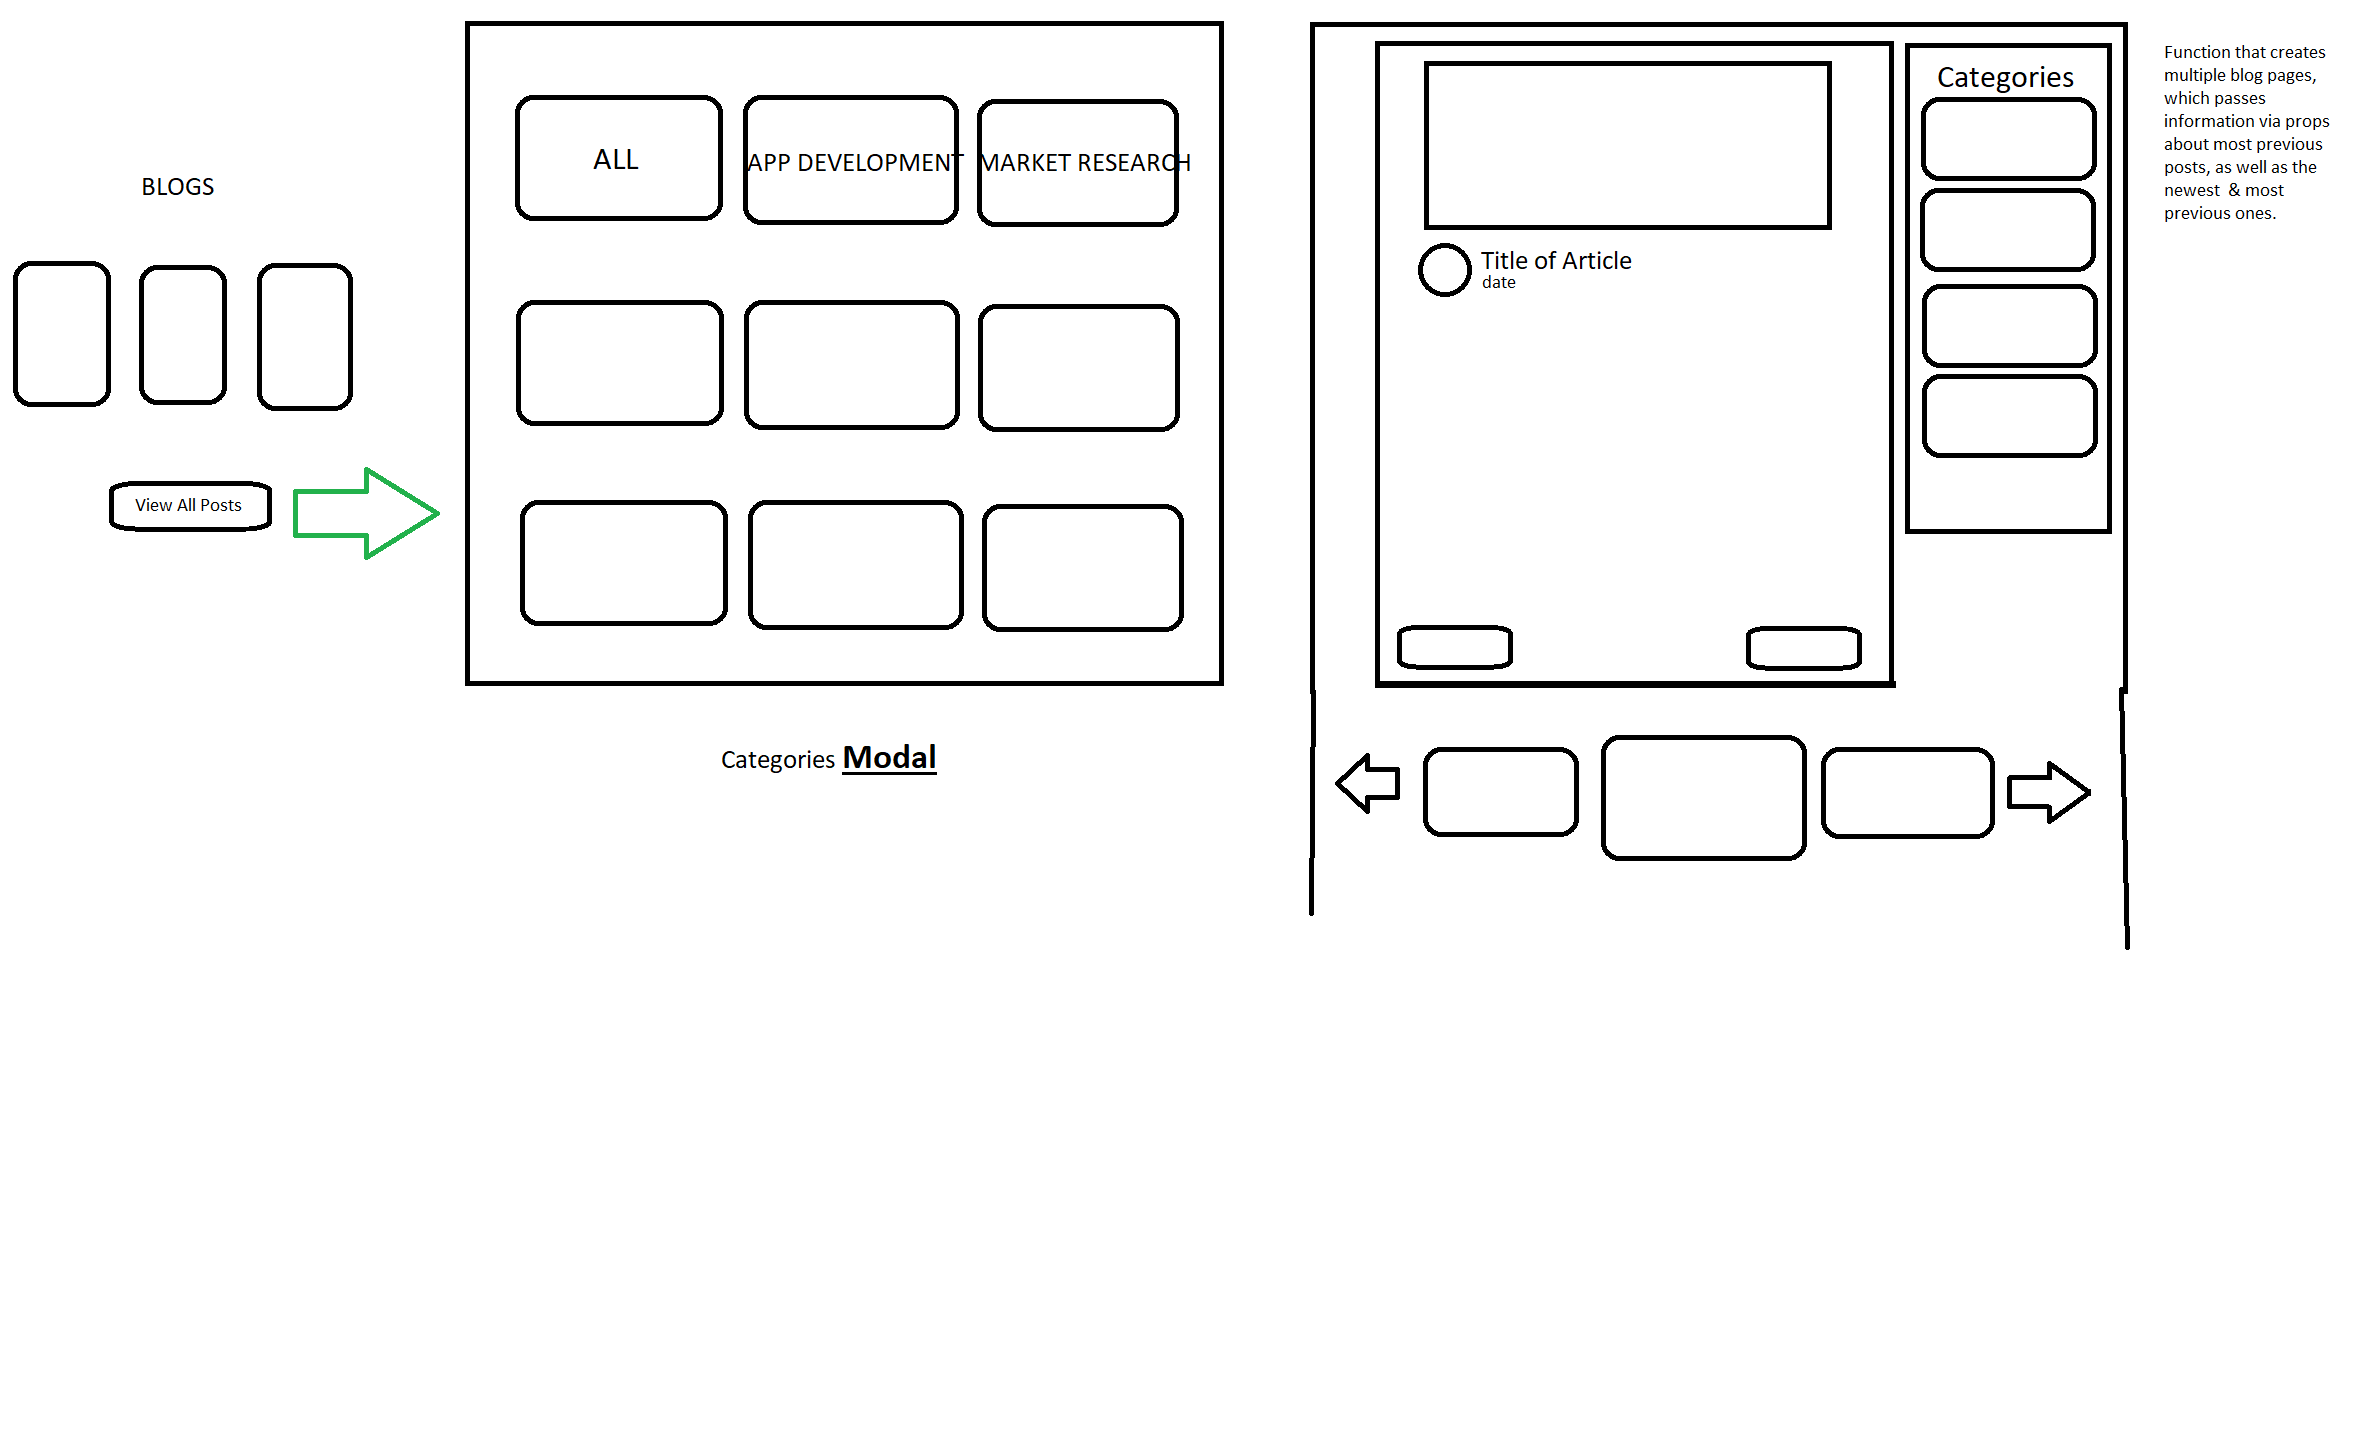 BLOGS
View All Posts
ALL
APP DEVELOPMENT
MARKET RESEARCH
Categories Modal
Title of Article
date
Categories
Function that creates
multiple blog pages,
which passes
information via props
about most previous
posts, as well as the
newest & most
previous ones.